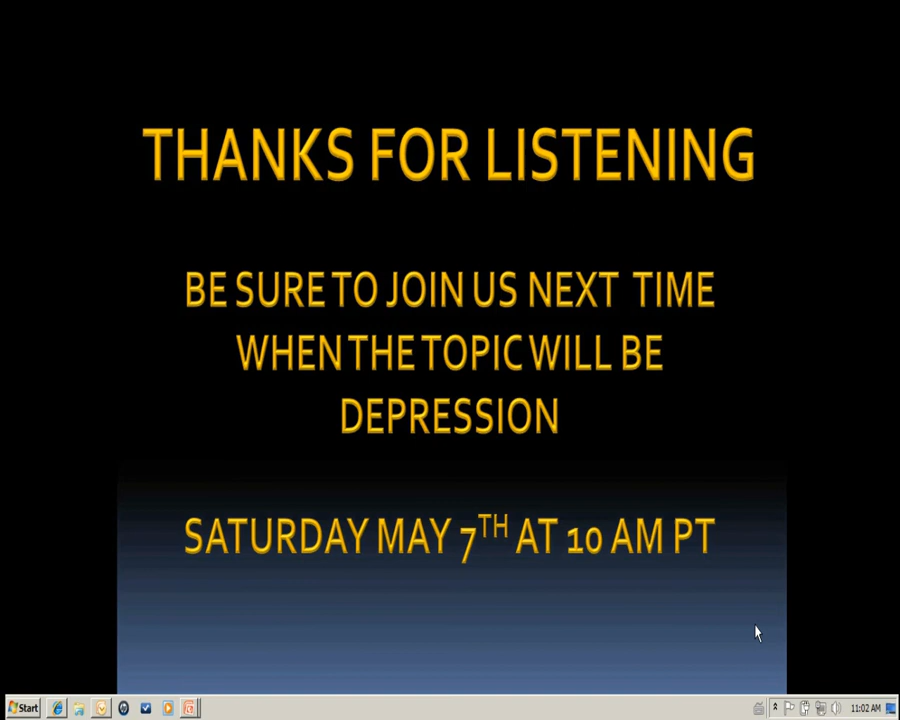 THANKS FOR LISTENING
BE SURE TO JOIN US NEXT TIME
WHEN THE TOPIC WILL BE
DEPRESSION
SATURDAY MAY 7TH AT 10 AM PT
Start
11:02 AM